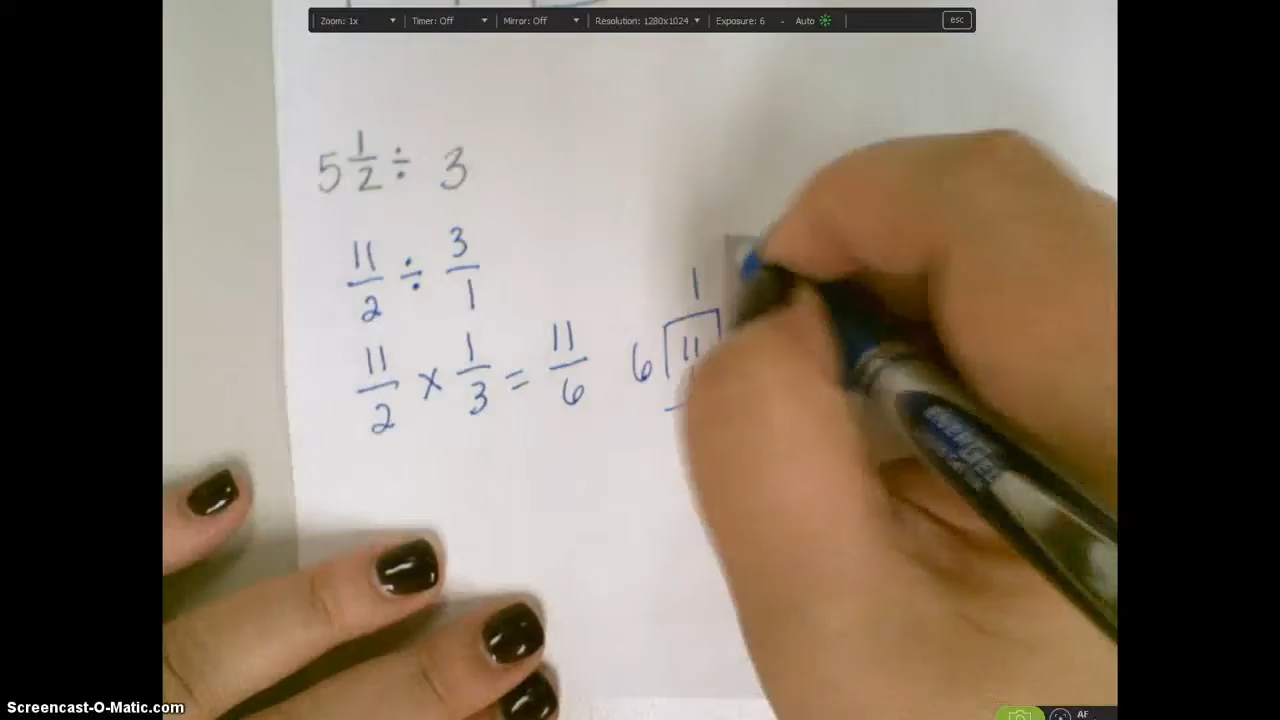 Zoom: 1x Timer: Off Mirror: Off Resolution: 1280x1024 Exposure: 6 - Auto esc
5 1/2 ÷ 3
11/2 ÷ 3/1
11/2 x 1/3 = 11/6
1
6 11
Screencast-O-Matic.com
AF